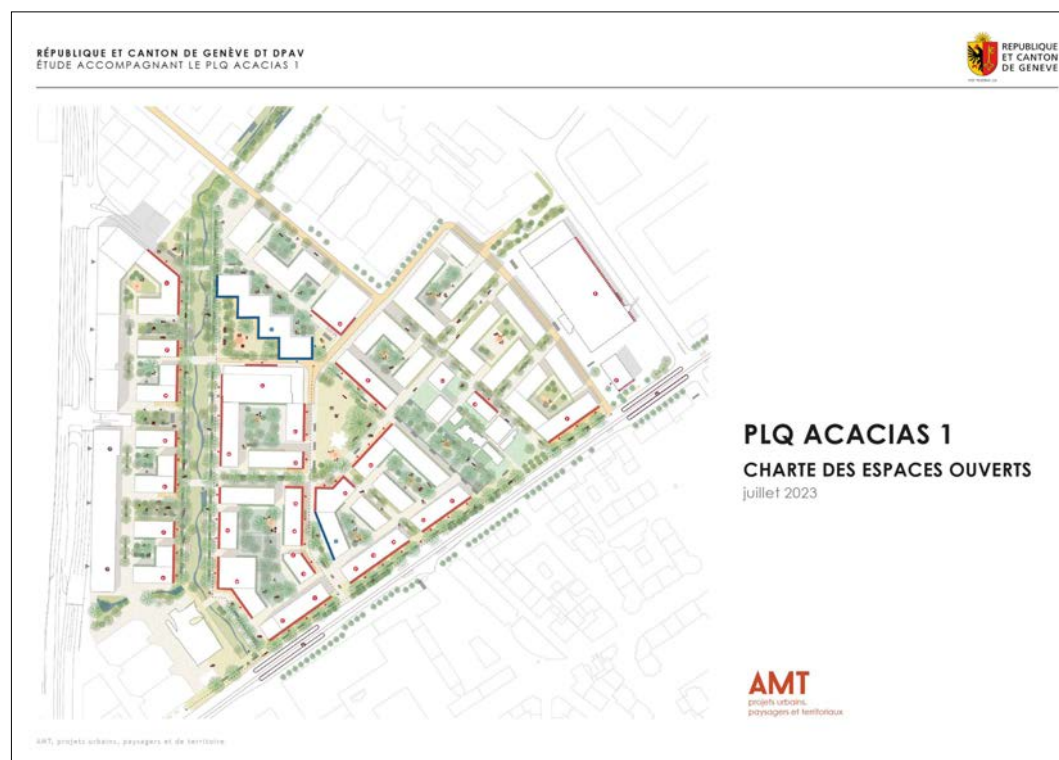 RÉPUBLIQUE ET CANTON DE GENÈVE DT DPAV
ÉTUDE ACCOMPAGNANT LE PLQ ACACIAS 1
REPUBLIQUE
ET CANTON
DE GENEVE
PLQ ACACIAS 1
CHARTE DES ESPACES OUVERTS
juillet 2023
AMT
projets urbains,
paysagers et territoriaux
AMT, projets urbains, paysagers et de territoire